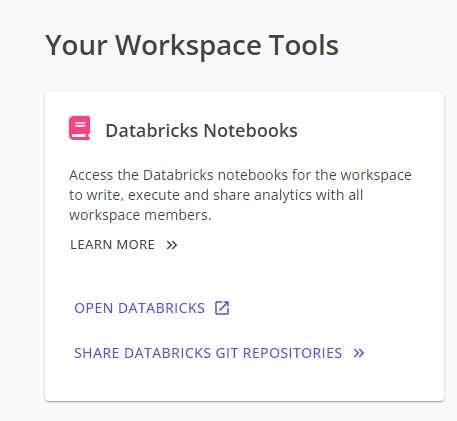 Your Workspace Tools
Databricks Notebooks
Access the Databricks notebooks for the workspace
to write, execute and share analytics with all
workspace members.
LEARN MORE
OPEN DATABRICKS
SHARE DATABRICKS GIT REPOSITORIES